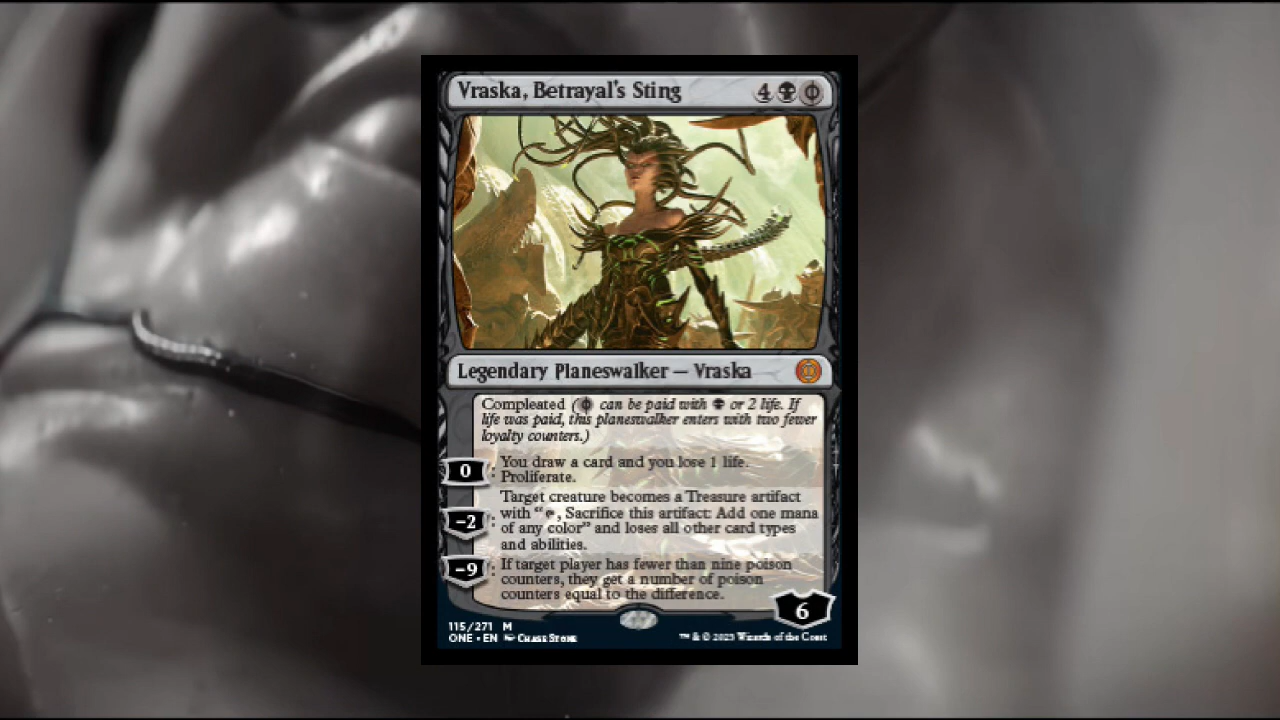 Vraska, Betrayal's Sting 4
Legendary Planeswalker — Vraska
Compleated ( can be paid with or 2 life. If
life was paid, this planeswalker enters with two fewer
loyalty counters.)
0: You draw a card and you lose 1 life.
Proliferate.
Target creature becomes a Treasure artifact
−2: with “, Sacrifice this artifact: Add one mana
of any color” and loses all other card types
and abilities.
−9: If target player has fewer than nine poison
counters, they get a number of poison
counters equal to the difference.
6
115/271 M
ONE • EN Chase Stone
™ & © 2023 Wizards of the Coast